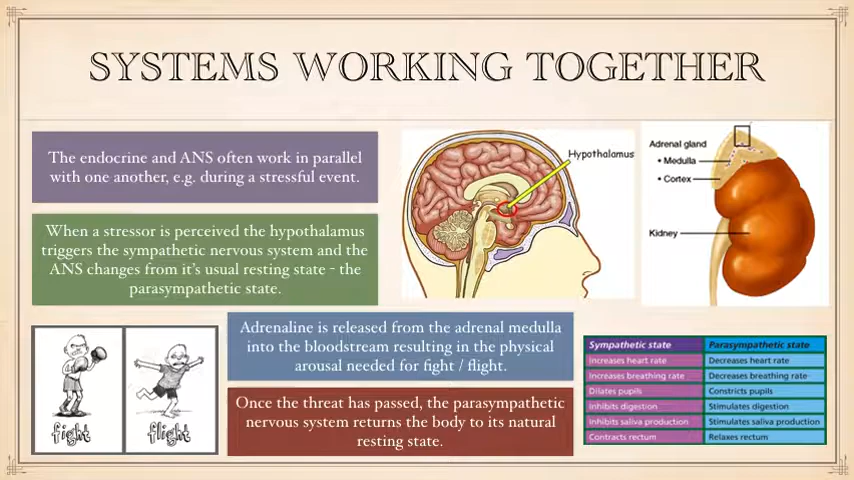 SYSTEMS WORKING TOGETHER
The endocrine and ANS often work in parallel
with one another, e.g. during a stressful event.
When a stressor is perceived the hypothalamus
triggers the sympathetic nervous system and the
ANS changes from it's usual resting state - the
parasympathetic state.
Hypothalamus
Adrenal gland
• Medulla
• Cortex
Kidney
fight
flight
Adrenaline is released from the adrenal medulla
into the bloodstream resulting in the physical
arousal needed for fight / flight.
Once the threat has passed, the parasympathetic
nervous system returns the body to its natural
resting state.
Sympathetic state Parasympathetic state
Increases heart rate Decreases heart rate
Increases breathing rate Decreases breathing rate
Dilates pupils Constricts pupils
Inhibits digestion Stimulates digestion
Inhibits saliva production Stimulates saliva production
Contracts rectum Relaxes rectum